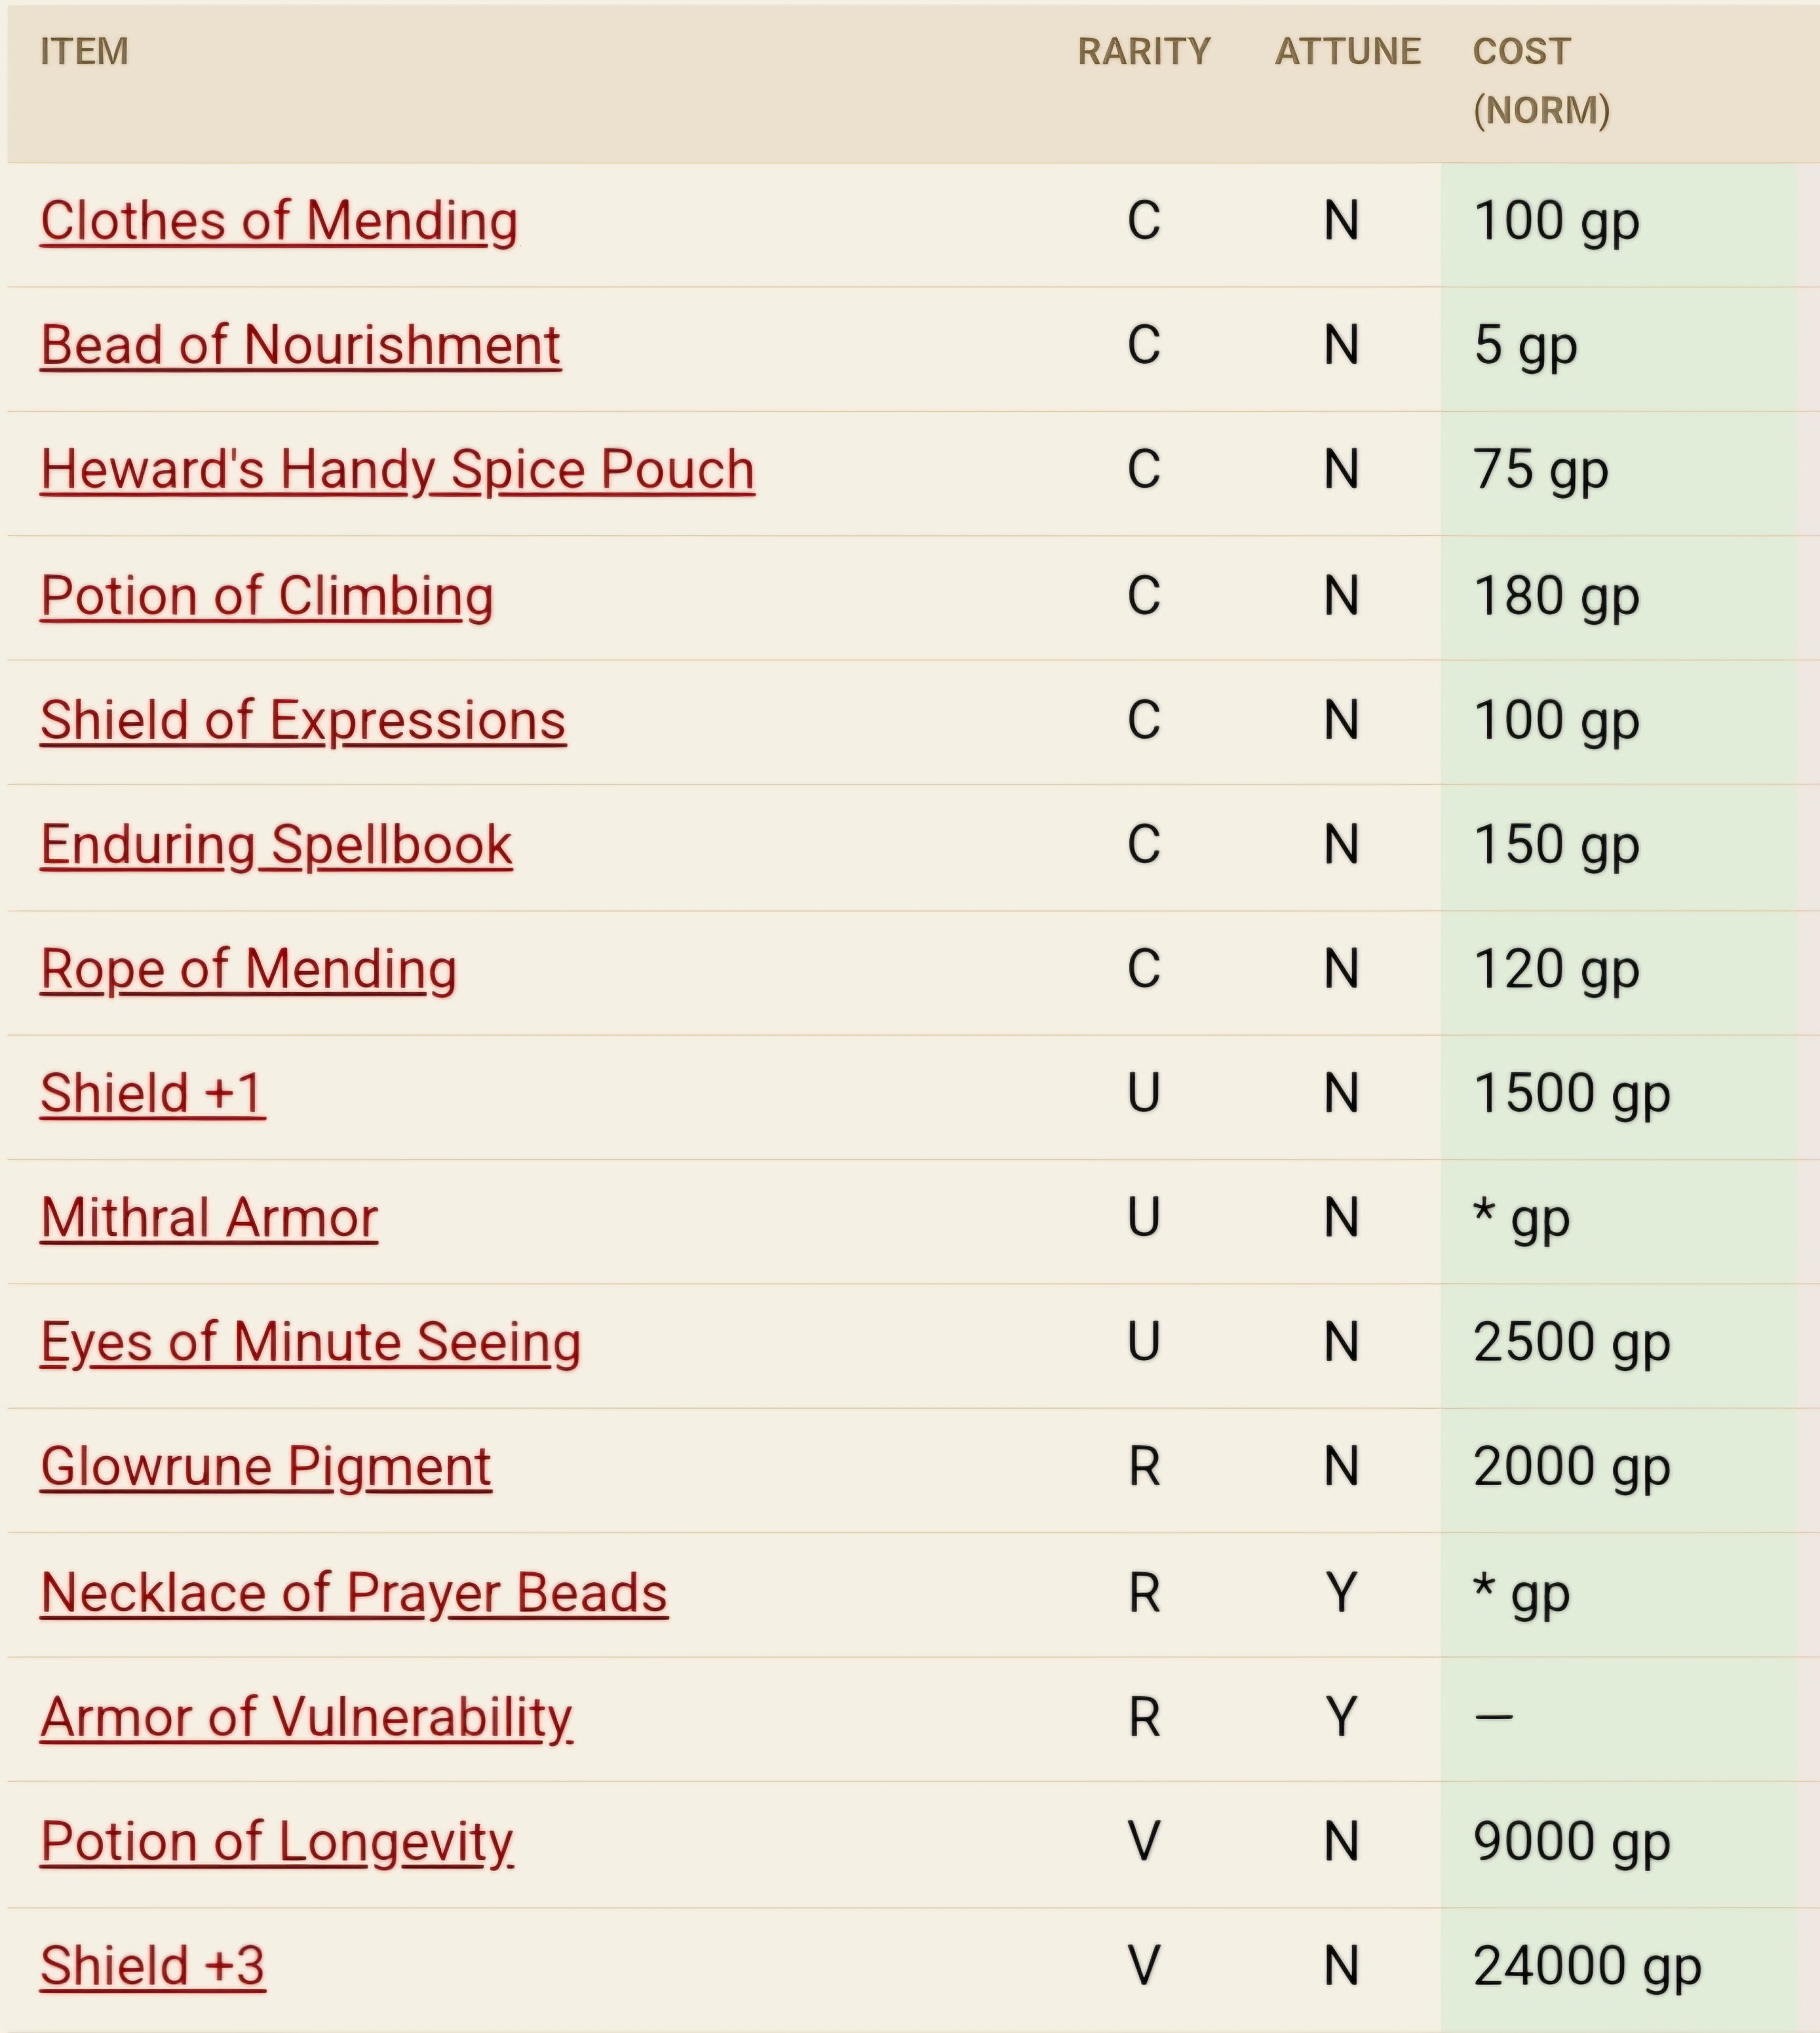 ITEM RARITY ATTUNE COST
(NORM)
Clothes of Mending C N 100 gp
Bead of Nourishment C N 5 gp
Heward's Handy Spice Pouch C N 75 gp
Potion of Climbing C N 180 gp
Shield of Expressions C N 100 gp
Enduring Spellbook C N 150 gp
Rope of Mending C N 120 gp
Shield +1 U N 1500 gp
Mithral Armor U N * gp
Eyes of Minute Seeing U N 2500 gp
Glowrune Pigment R N 2000 gp
Necklace of Prayer Beads R Y * gp
Armor of Vulnerability R Y —
Potion of Longevity V N 9000 gp
Shield +3 V N 24000 gp